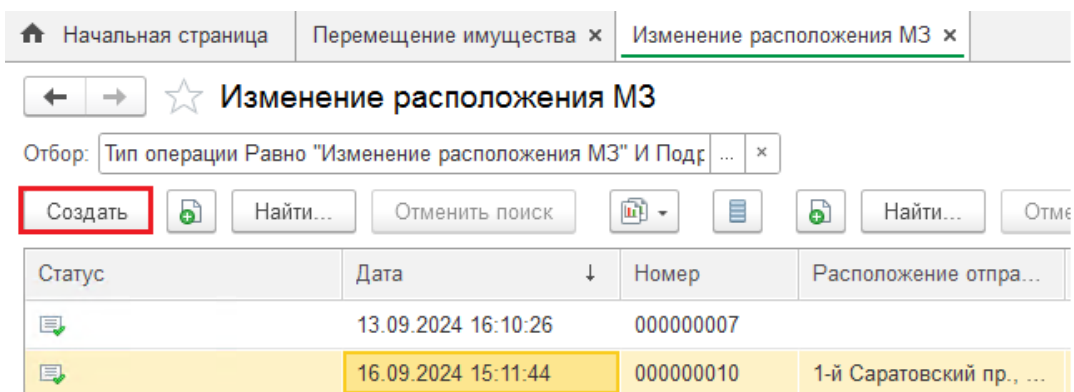 Начальная страница Перемещение имущества × Изменение расположения МЗ ×
Изменение расположения МЗ
Отбор: Тип операции Равно "Изменение расположения МЗ" И Подр ... ×
Создать Найти... Отменить поиск Найти... Отме
Статус Дата ↓ Номер Расположение отпра...
13.09.2024 16:10:26 000000007
16.09.2024 15:11:44 000000010 1-й Саратовский пр., ...